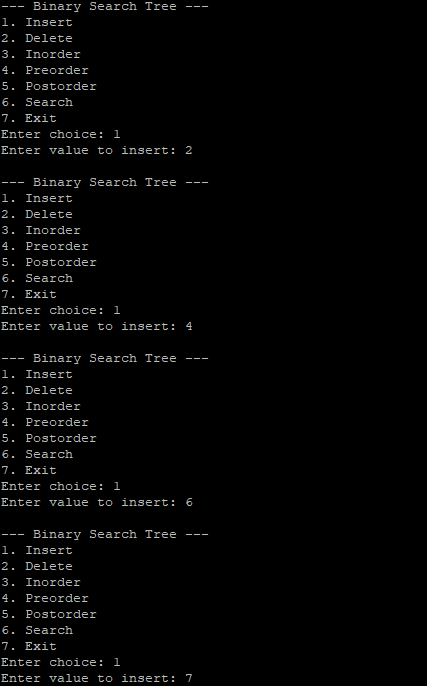 --- Binary Search Tree ---
1. Insert
2. Delete
3. Inorder
4. Preorder
5. Postorder
6. Search
7. Exit
Enter choice: 1
Enter value to insert: 2
--- Binary Search Tree ---
1. Insert
2. Delete
3. Inorder
4. Preorder
5. Postorder
6. Search
7. Exit
Enter choice: 1
Enter value to insert: 4
--- Binary Search Tree ---
1. Insert
2. Delete
3. Inorder
4. Preorder
5. Postorder
6. Search
7. Exit
Enter choice: 1
Enter value to insert: 6
--- Binary Search Tree ---
1. Insert
2. Delete
3. Inorder
4. Preorder
5. Postorder
6. Search
7. Exit
Enter choice: 1
Enter value to insert: 7